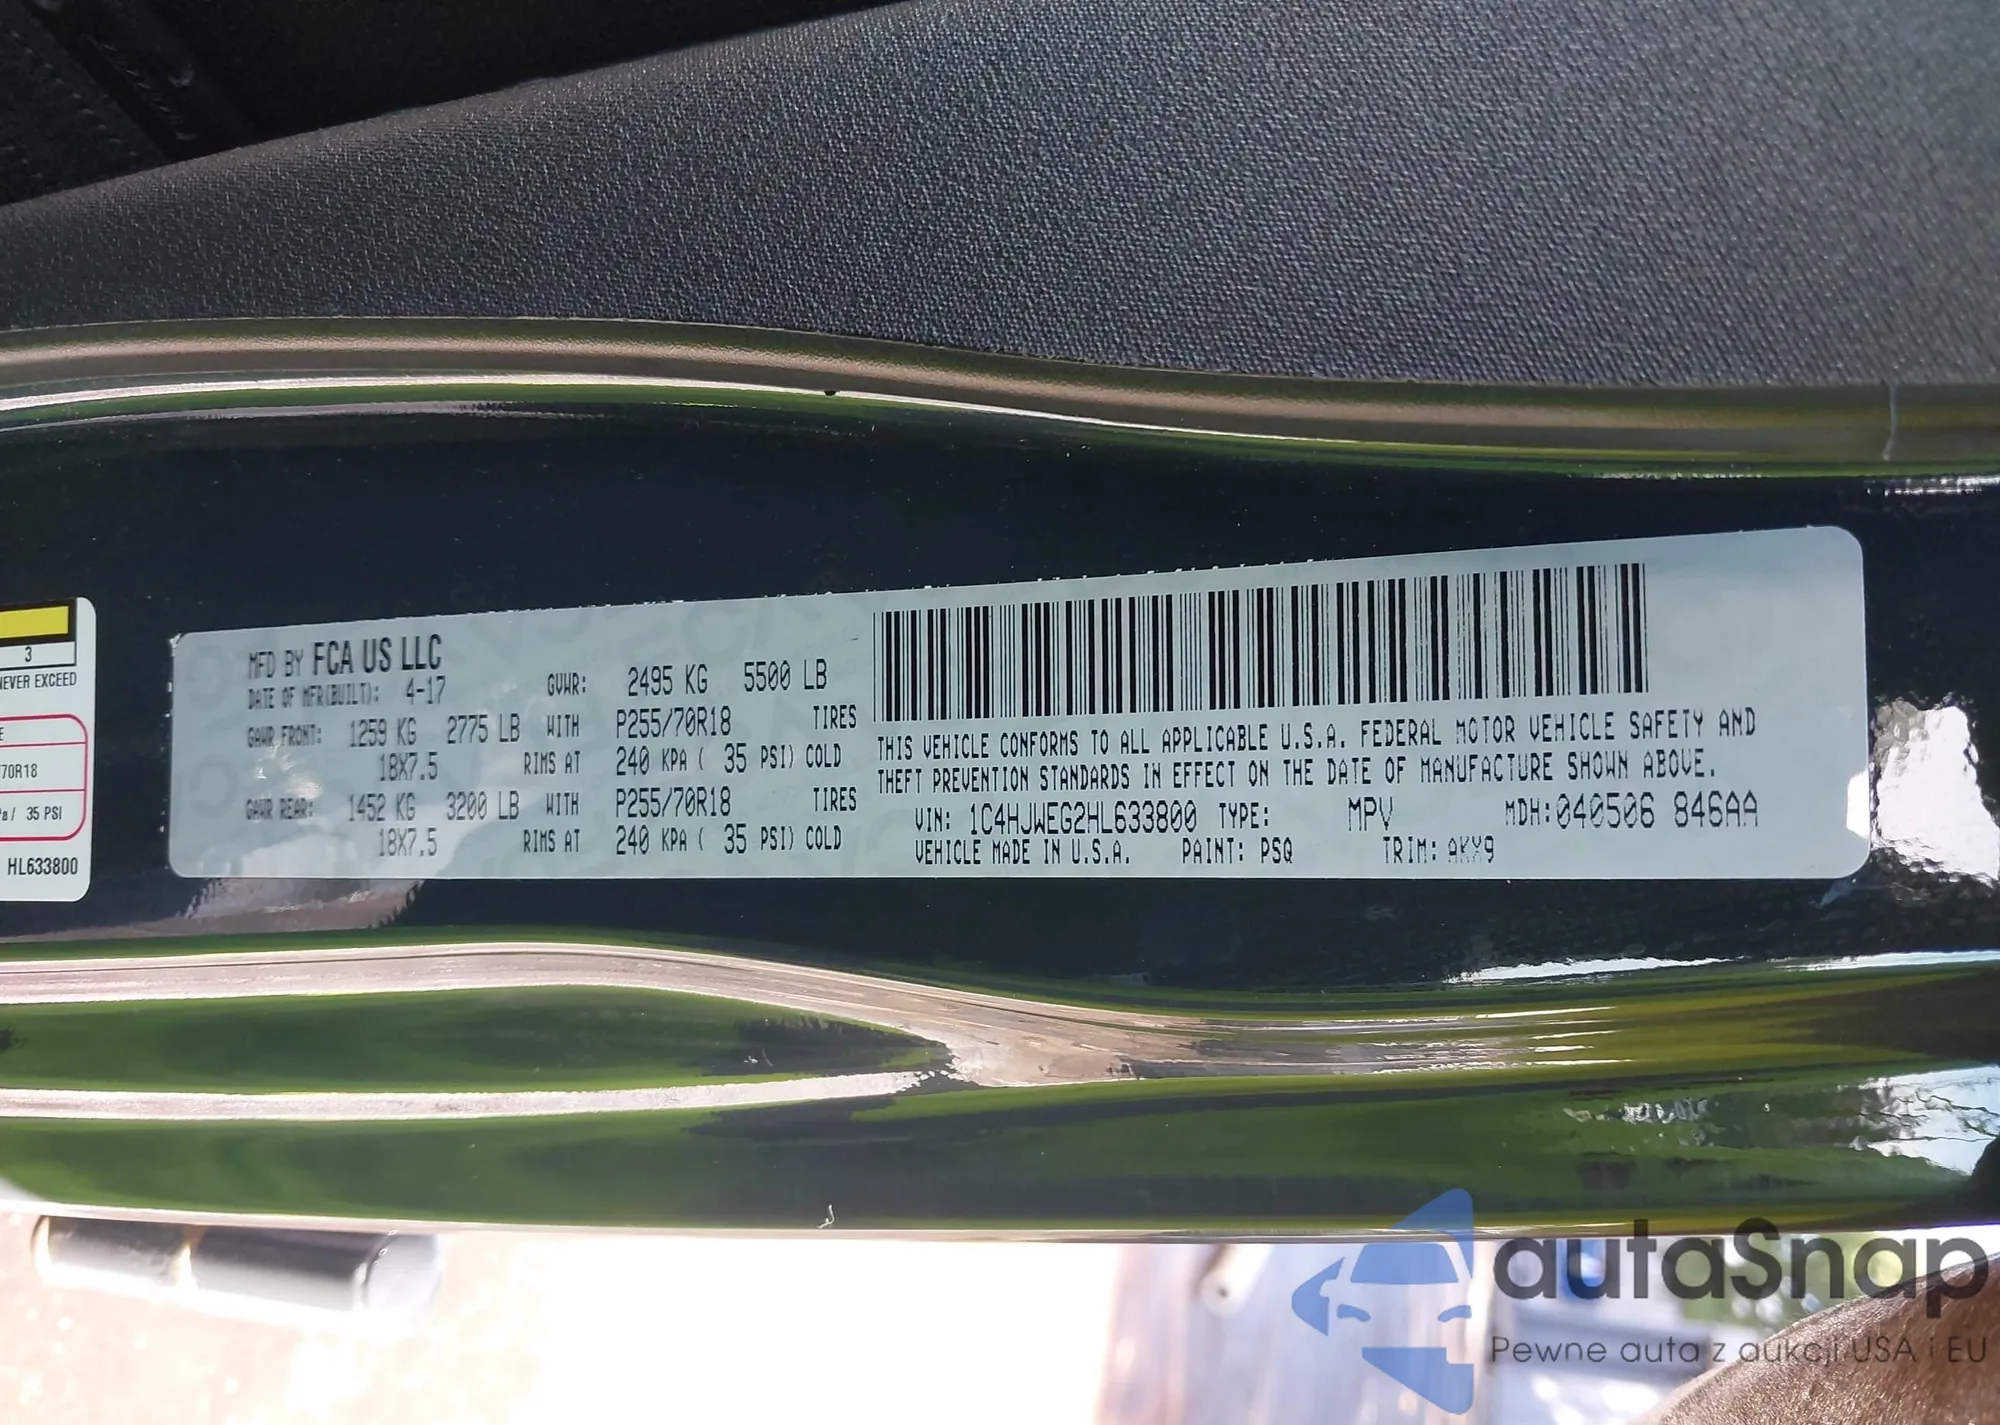 3
NEVER EXCEED
E
70R18
Pa / 35 PSI
HL633800
MFD BY FCA US LLC
DATE OF MFR(BUILT): 4-17 GVWR: 2495 KG 5500 LB
GAWR FRONT: 1259 KG 2775 LB WITH P255/70R18 TIRES
18X7.5 RIMS AT 240 KPA ( 35 PSI) COLD
GAWR REAR: 1452 KG 3200 LB WITH P255/70R18 TIRES
18X7.5 RIMS AT 240 KPA ( 35 PSI) COLD
THIS VEHICLE CONFORMS TO ALL APPLICABLE U.S.A. FEDERAL MOTOR VEHICLE SAFETY AND
THEFT PREVENTION STANDARDS IN EFFECT ON THE DATE OF MANUFACTURE SHOWN ABOVE.
VIN: 1C4HJWEG2HL633800 TYPE: MPV MDH:040506 846AA
VEHICLE MADE IN U.S.A. PAINT: PSQ TRIM: AKX9
autaSnap
Pewne auta z aukcji USA i EU